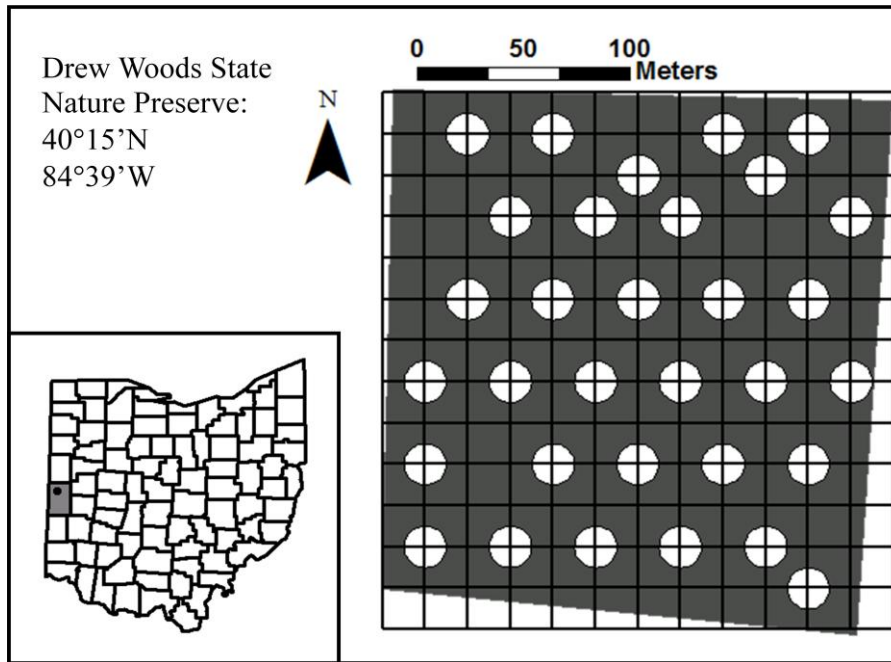 Drew Woods State
Nature Preserve:
40°15’N
84°39’W
N
0 50 100
Meters